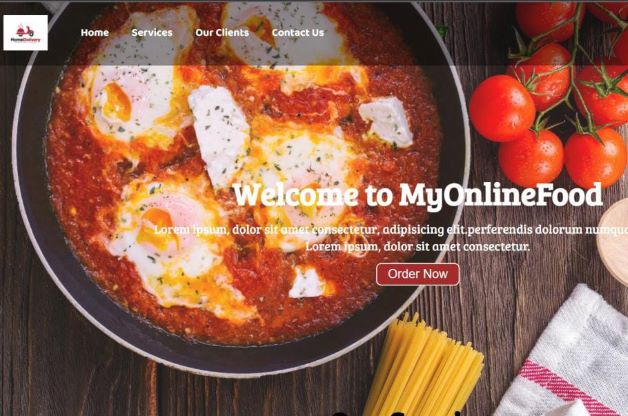 HomeDelivery
Home Services Our Clients Contact Us
Welcome to MyOnlineFood
Lorem ipsum, dolor sit amet consectetur, adipisicing elit.perferendis dolorum
Lorem ipsum, dolor sit amet consectetur.
Order Now